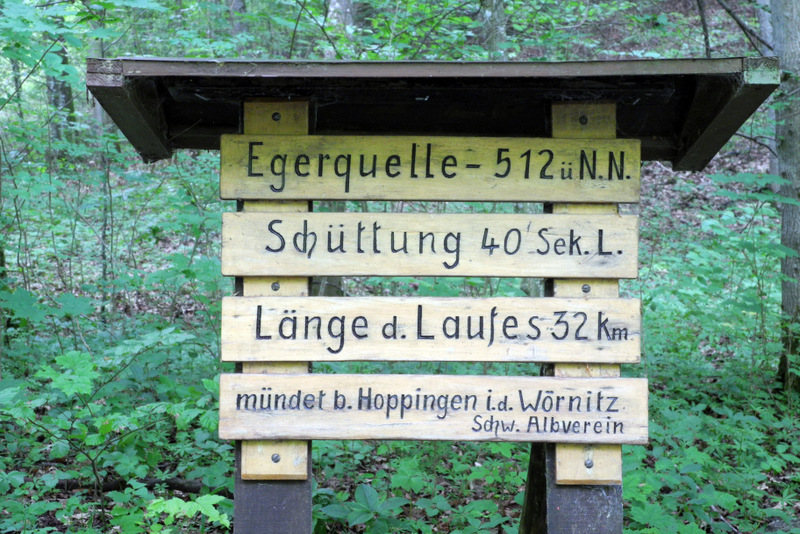 Egerquelle - 512 ü N.N.
Schüttung 40 Sek. L.
Länge d. Laufes 32 Km
mündet b. Hoppingen i.d. Wörnitz
Schw. Albverein